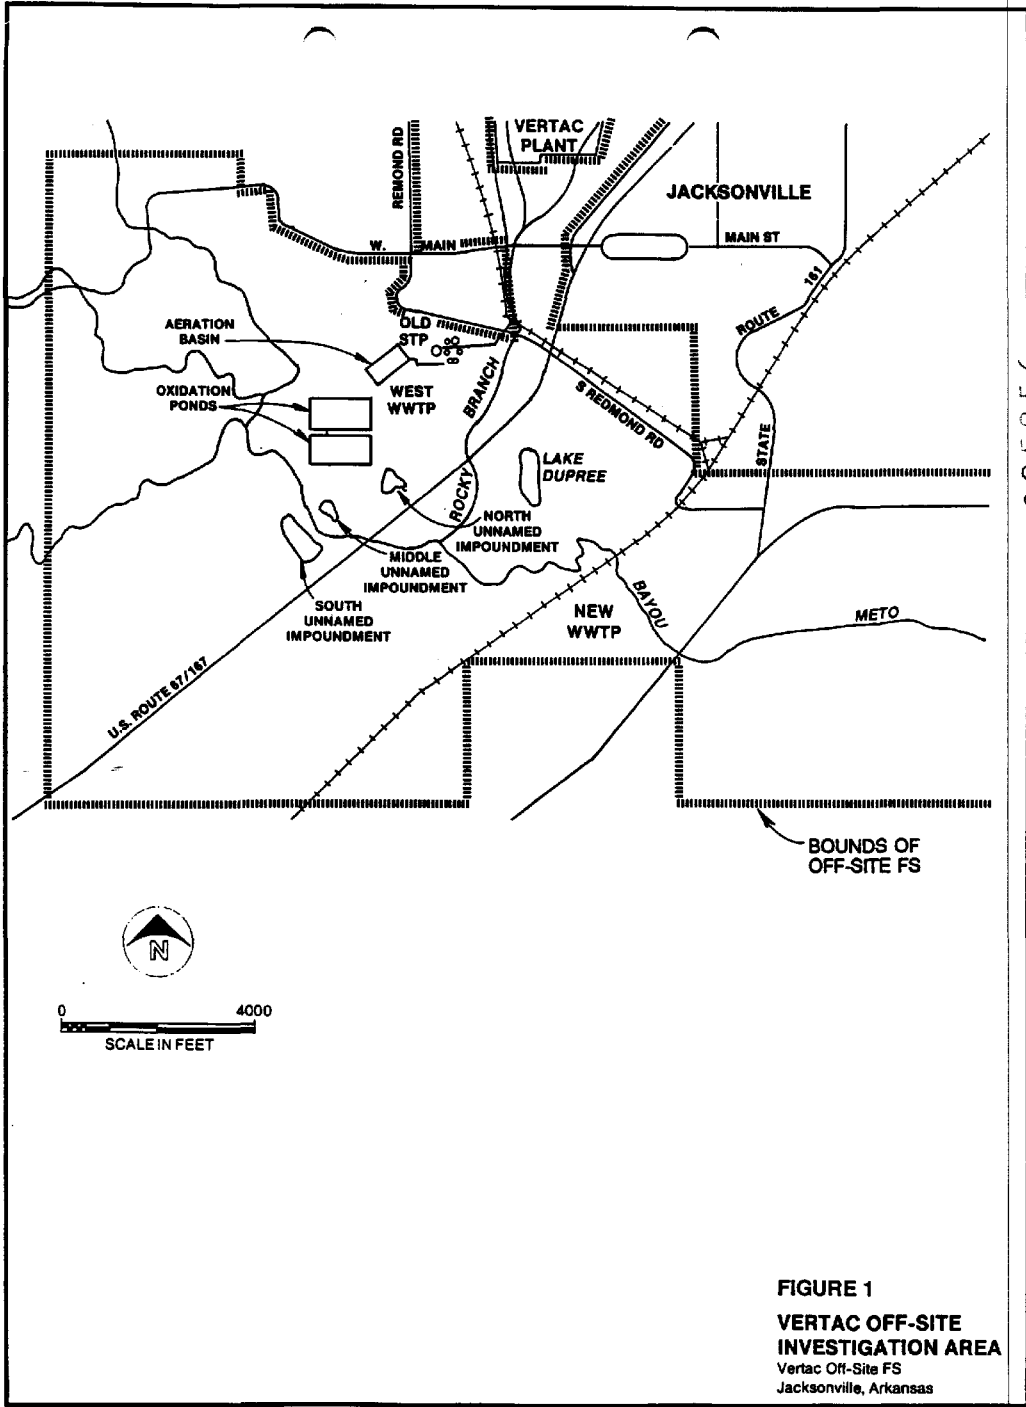 VERTAC
PLANT
REMOND RD
JACKSONVILLE
W. MAIN
MAIN ST
161
ROUTE
STATE
AERATION
BASIN
OLD
STP
WEST
WWTP
OXIDATION
PONDS
BRANCH
ROCKY
S REDMOND RD
LAKE
DUPREE
NORTH
UNNAMED
IMPOUNDMENT
MIDDLE
UNNAMED
IMPOUNDMENT
SOUTH
UNNAMED
IMPOUNDMENT
NEW
WWTP
BAYOU
METO
U.S. ROUTE 67/167
BOUNDS OF
OFF-SITE FS
N
0 4000
SCALE IN FEET
FIGURE 1
VERTAC OFF-SITE
INVESTIGATION AREA
Vertac Off-Site FS
Jacksonville, Arkansas